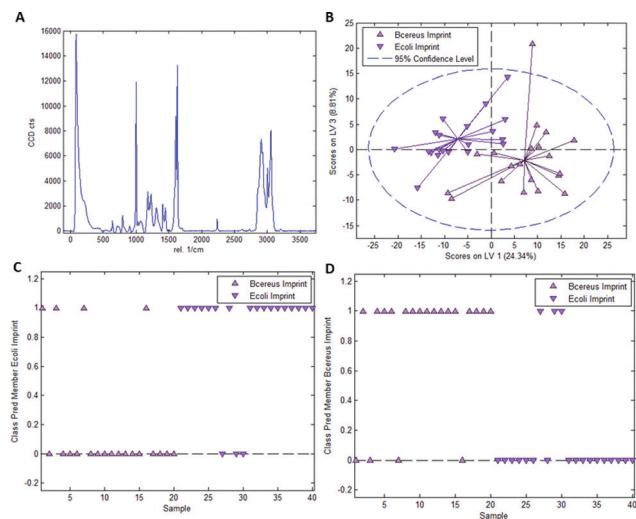 A
16000
14000
12000
10000
8000
6000
4000
2000
0
CCD cts
0 500 1000 1500 2000 2500 3000 3500
rel. 1/cm
B
Bcereus Imprint
Ecoli Imprint
95% Confidence Level
25
20
15
10
5
0
-5
-10
-15
Scores on LV 3 (8.81%)
-25 -20 -15 -10 -5 0 5 10 15 20 25
Scores on LV 1 (24.34%)
C
Bcereus Imprint
Ecoli Imprint
1.2
1
0.8
0.6
0.4
0.2
0
-0.2
Class Pred Member Ecoli Imprint
5 10 15 20 25 30 35 40
Sample
D
Bcereus Imprint
Ecoli Imprint
1.2
1
0.8
0.6
0.4
0.2
0
-0.2
Class Pred Member Bcereus Imprint
5 10 15 20 25 30 35 40
Sample